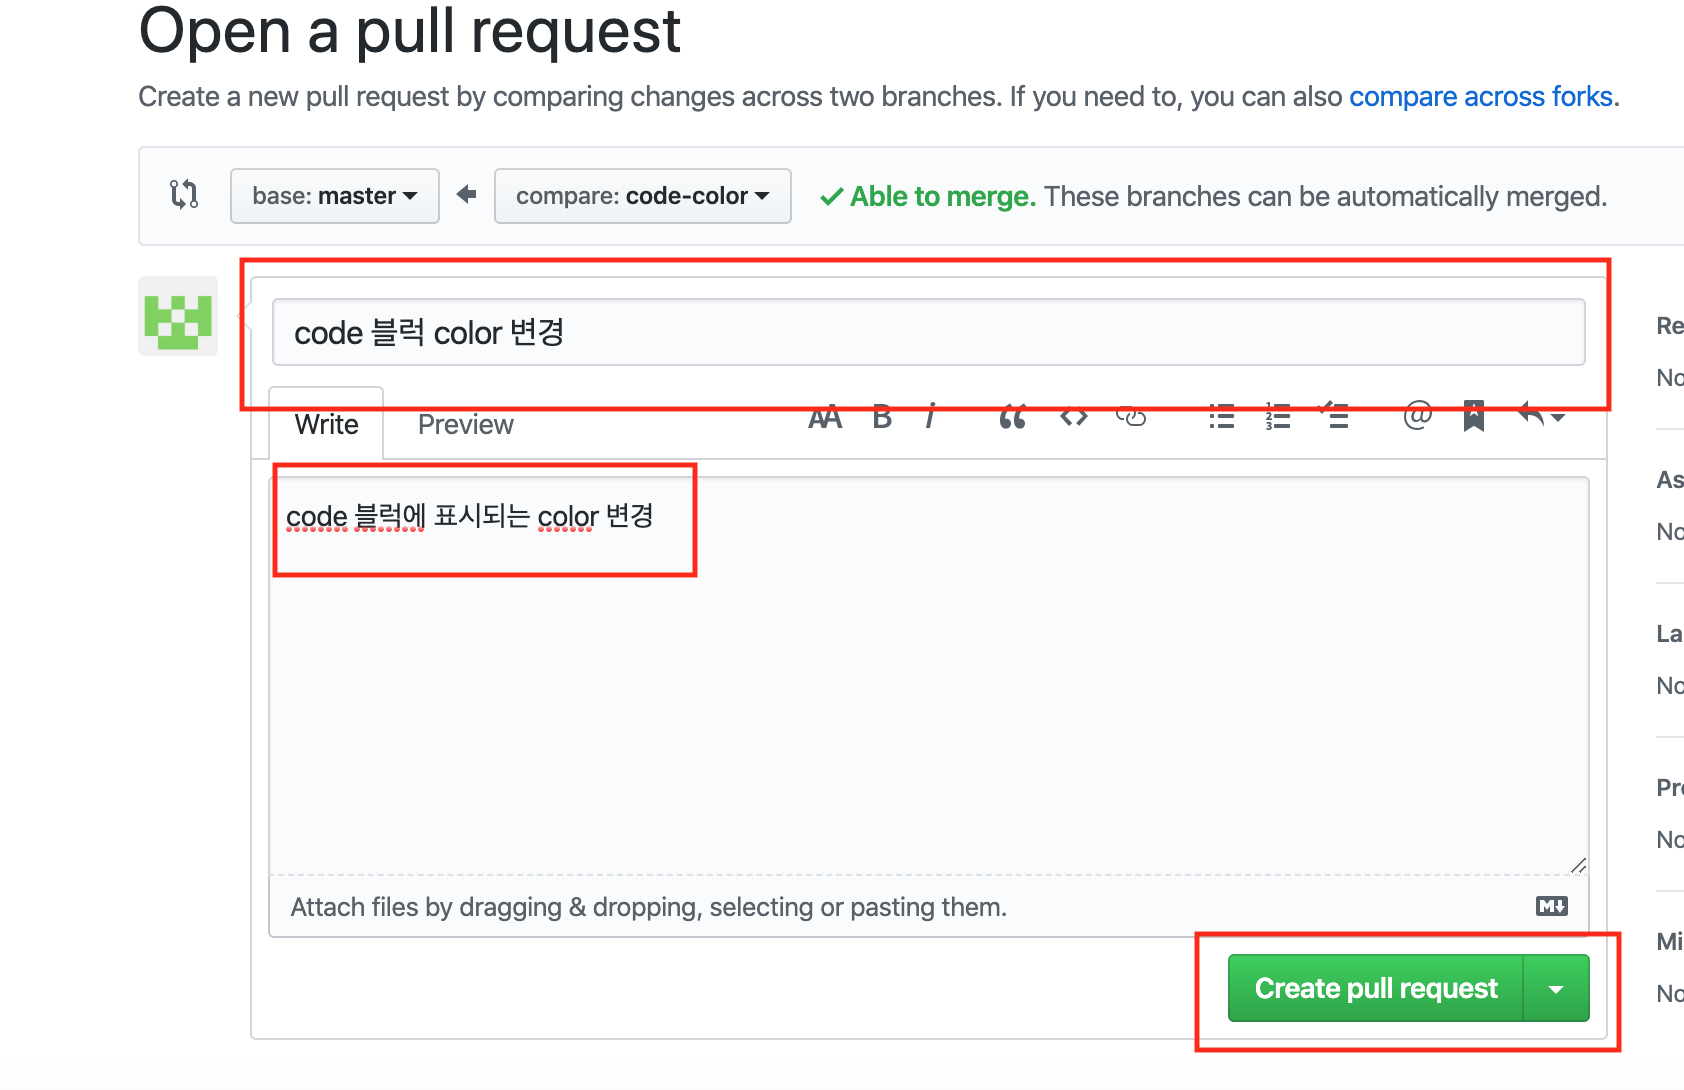 Open a pull request
Create a new pull request by comparing changes across two branches. If you need to, you can also compare across forks.
base: master compare: code-color Able to merge. These branches can be automatically merged.
code 블럭 color 변경
Write Preview AA B i @
code 블럭에 표시되는 color 변경
Attach files by dragging & dropping, selecting or pasting them.
M
Create pull request
Re
No
As
No
La
No
Pro
No
Mi
No